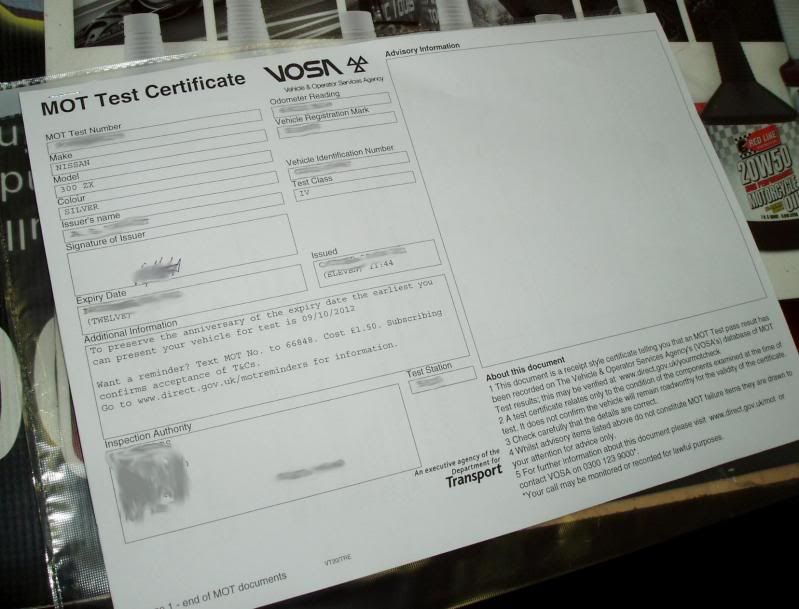 MOT Test Certificate
VOSA
Vehicle & Operator Services Agency
MOT Test Number
Make
NISSAN
Model
300 ZX
Colour
SILVER
Issuer's name
Signature of Issuer
Expiry Date
(TWELVE)
Odometer Reading
Vehicle Registration Mark
Vehicle Identification Number
Test Class
IV
Issued
(ELEVEN) 11:44
Additional Information
To preserve the anniversary of the expiry date the earliest you
can present your vehicle for test is 09/10/2012
Want a reminder? Text MOT No. to 66848. Cost £1.50. Subscribing
confirms acceptance of T&Cs.
Go to www.direct.gov.uk/motreminders for information.
Test Station
Inspection Authority
An executive agency of the
Department for
Transport
Advisory Information
About this document
1 This document is a receipt style certificate telling you that an MOT Test pass result has
been recorded on The Vehicle & Operator Services Agency's (VOSA's) database of MOT
Test results; this may be verified at www.direct.gov.uk/yourmotcheck
2 A test certificate relates only to the condition of the components examined at the time of
test. It does not confirm the vehicle will remain roadworthy for the validity of the certificate.
3 Check carefully that the details are correct.
4 Whilst advisory items listed above do not constitute MOT failure items they are drawn to
your attention for advice only.
5 For further information about this document please visit www.direct.gov.uk/mot or
contact VOSA on 0300 123 9000*.
*Your call may be monitored or recorded for lawful purposes.
1 - end of MOT documents
VT20/TRE
RED LINE
20W50
MOTORCYCLE
OIL